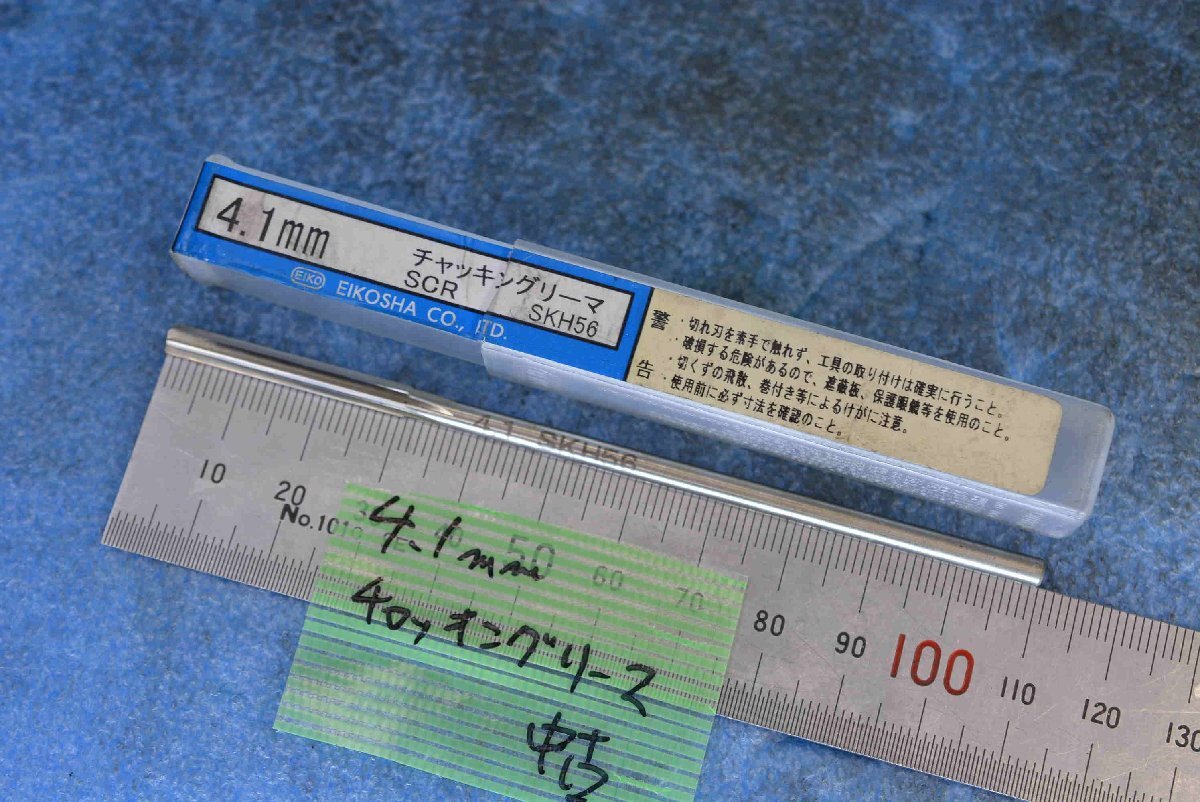 4.1mm
チャッキングリーマ
SCR SKH56
EIKO EIKOSHA CO., LTD.
警告
・切れ刃を素手で触れず、工具の取り付けは確実に行うこと。
・破損する危険があるので、遮蔽板、保護眼鏡等を使用のこと。
・切くずの飛散、巻付き等によるけがに注意。
・使用前に必ず寸法を確認のこと。
4.1 SKH56
10 20 50 60 70 80 90 100 110 120 130
No.101
4.1mm
チャッキングリーマ
中古